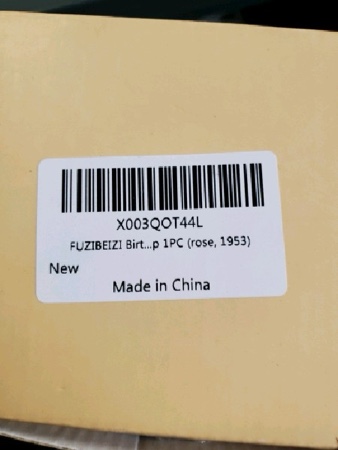 X003QOT44L
FUZIBEIZI Birt...p 1PC (rose, 1953)
New
Made in China